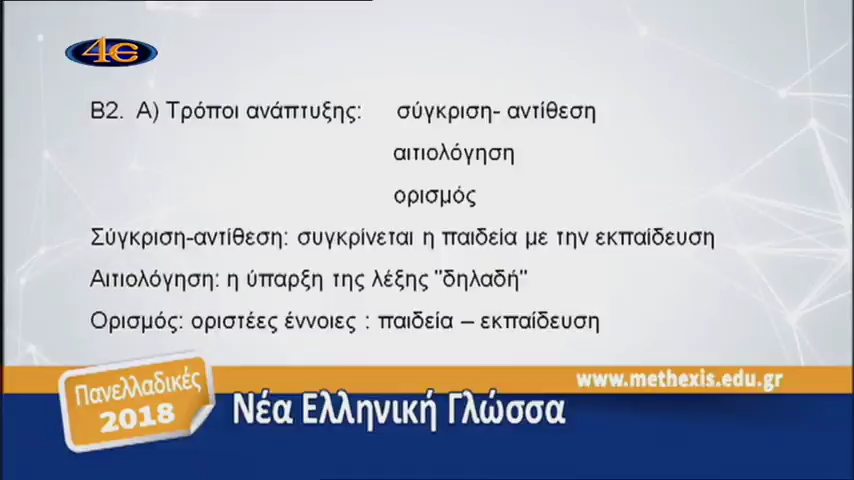 4ε
Β2. Α) Τρόποι ανάπτυξης: σύγκριση- αντίθεση
αιτιολόγηση
ορισμός
Σύγκριση-αντίθεση: συγκρίνεται η παιδεία με την εκπαίδευση
Αιτιολόγηση: η ύπαρξη της λέξης "δηλαδή"
Ορισμός: οριστέες έννοιες : παιδεία – εκπαίδευση
www.methexis.edu.gr
Πανελλαδικές
2018
Νέα Ελληνική Γλώσσα